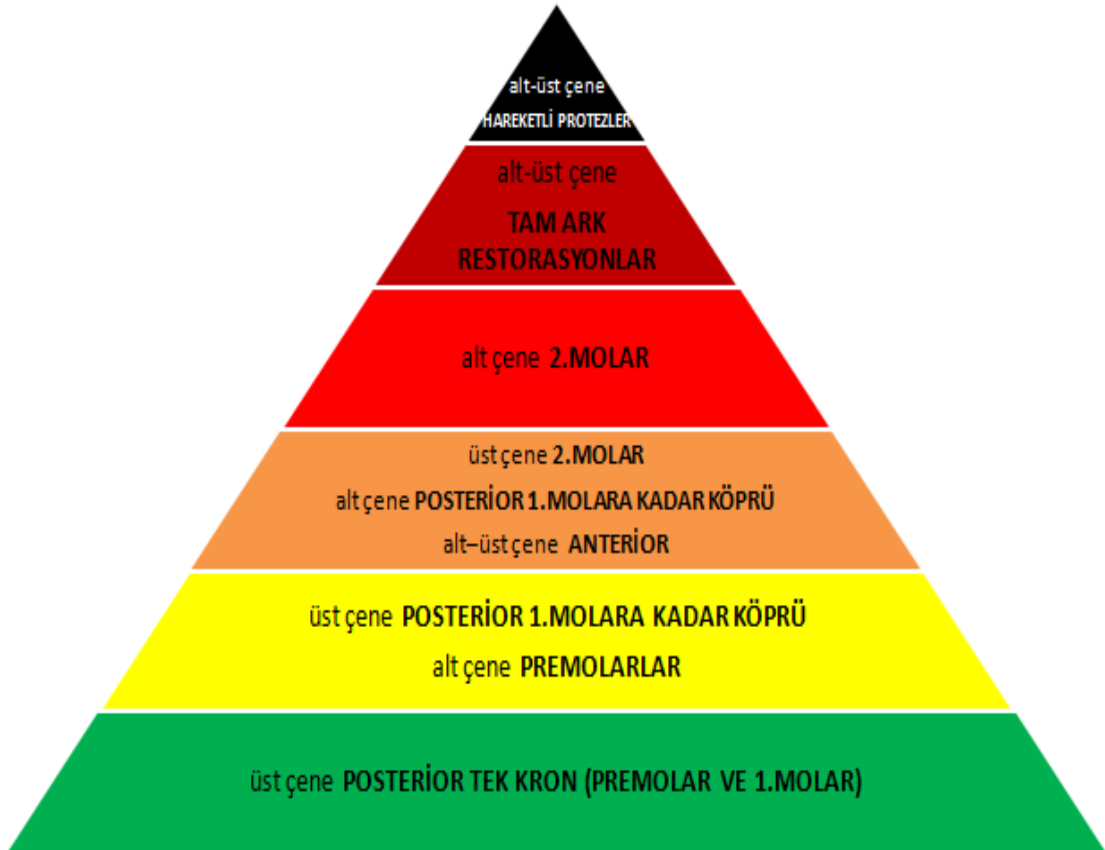 alt-üst çene
HAREKETLİ PROTEZLER
alt-üst çene
TAM ARK
RESTORASYONLAR
alt çene 2.MOLAR
üst çene 2.MOLAR
alt çene POSTERİOR 1.MOLARA KADAR KÖPRÜ
alt–üst çene ANTERİOR
üst çene POSTERİOR 1.MOLARA KADAR KÖPRÜ
alt çene PREMOLARLAR
üst çene POSTERİOR TEK KRON (PREMOLAR VE 1.MOLAR)